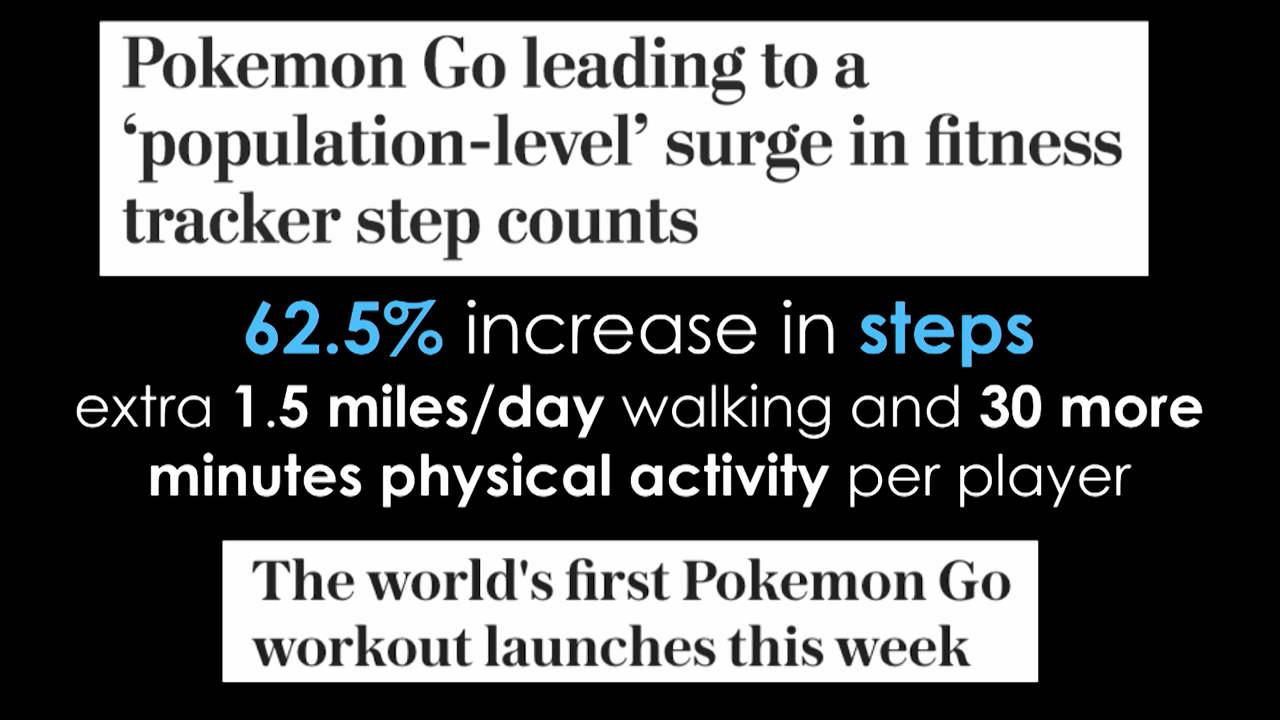 Pokemon Go leading to a
‘population-level’ surge in fitness
tracker step counts
62.5% increase in steps
extra 1.5 miles/day walking and 30 more
minutes physical activity per player
The world's first Pokemon Go
workout launches this week